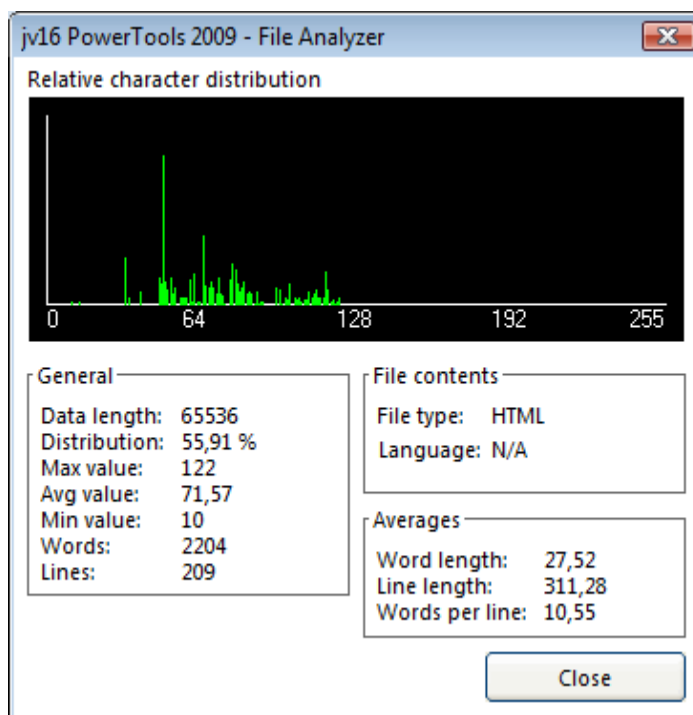 jv16 PowerTools 2009 - File Analyzer
Relative character distribution
0 64 128 192 255
General
Data length: 65536
Distribution: 55,91 %
Max value: 122
Avg value: 71,57
Min value: 10
Words: 2204
Lines: 209
File contents
File type: HTML
Language: N/A
Averages
Word length: 27,52
Line length: 311,28
Words per line: 10,55
Close